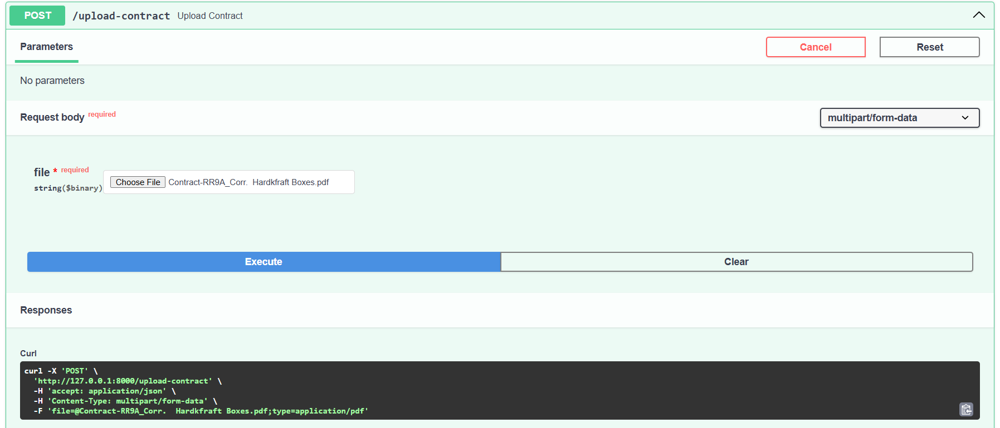 POST /upload-contract Upload Contract
Parameters
Cancel
Reset
No parameters
Request body required
multipart/form-data
file * required
string($binary)
Choose File Contract-RR9A_Corr.  Hardkfraft Boxes.pdf
Execute
Clear
Responses
Curl
curl -X 'POST' \
  'http://127.0.0.1:8000/upload-contract' \
  -H 'accept: application/json' \
  -H 'Content-Type: multipart/form-data' \
  -F 'file=@Contract-RR9A_Corr.  Hardkfraft Boxes.pdf;type=application/pdf'